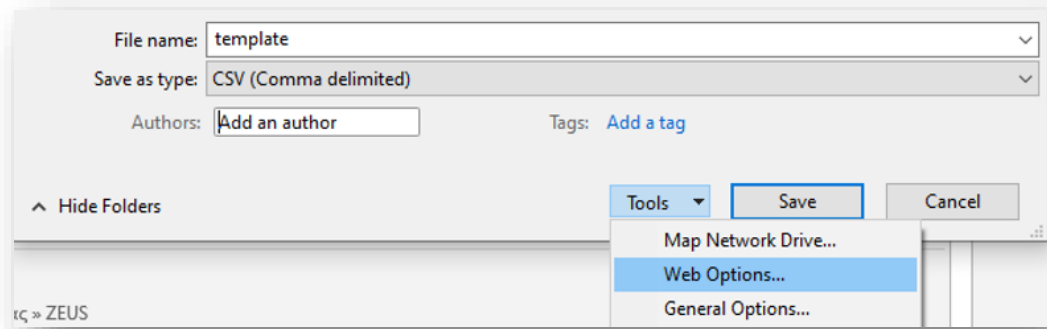 File name: template
Save as type: CSV (Comma delimited)
Authors: Add an author Tags: Add a tag
Hide Folders Tools Save Cancel
Map Network Drive...
Web Options...
General Options...
» ZEUS